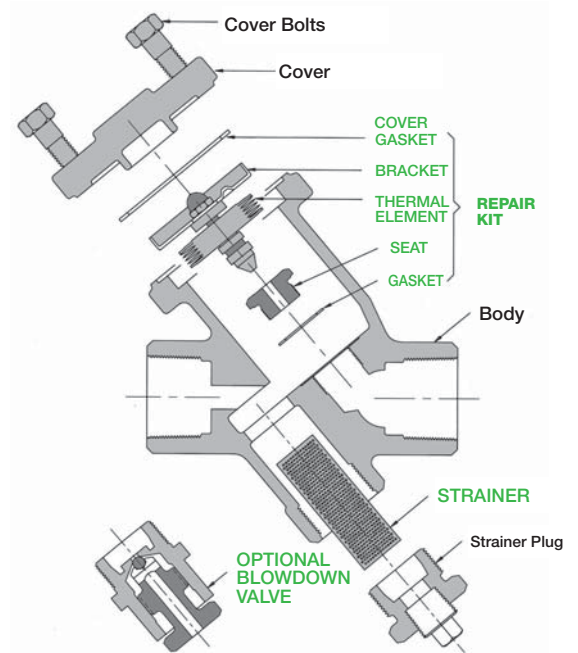 Cover Bolts
Cover
COVER
GASKET
BRACKET
THERMAL
ELEMENT
REPAIR
KIT
SEAT
GASKET
Body
STRAINER
Strainer Plug
OPTIONAL
BLOWDOWN
VALVE